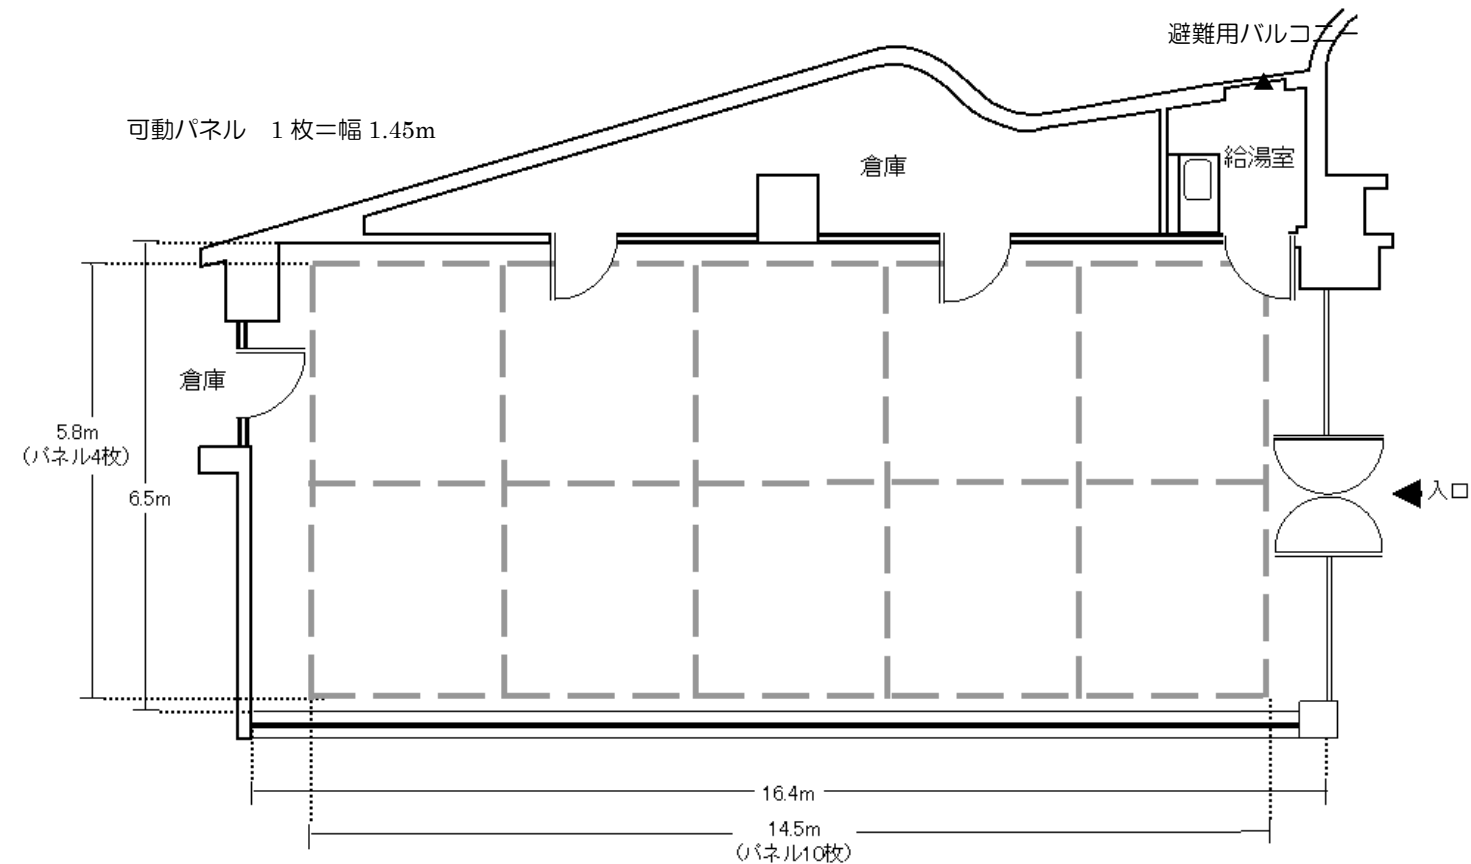 避難用バルコニー
可動パネル　1枚＝幅 1.45m
倉庫
給湯室
倉庫
5.8m
(パネル4枚)
6.5m
入口
16.4m
14.5m
(パネル10枚)